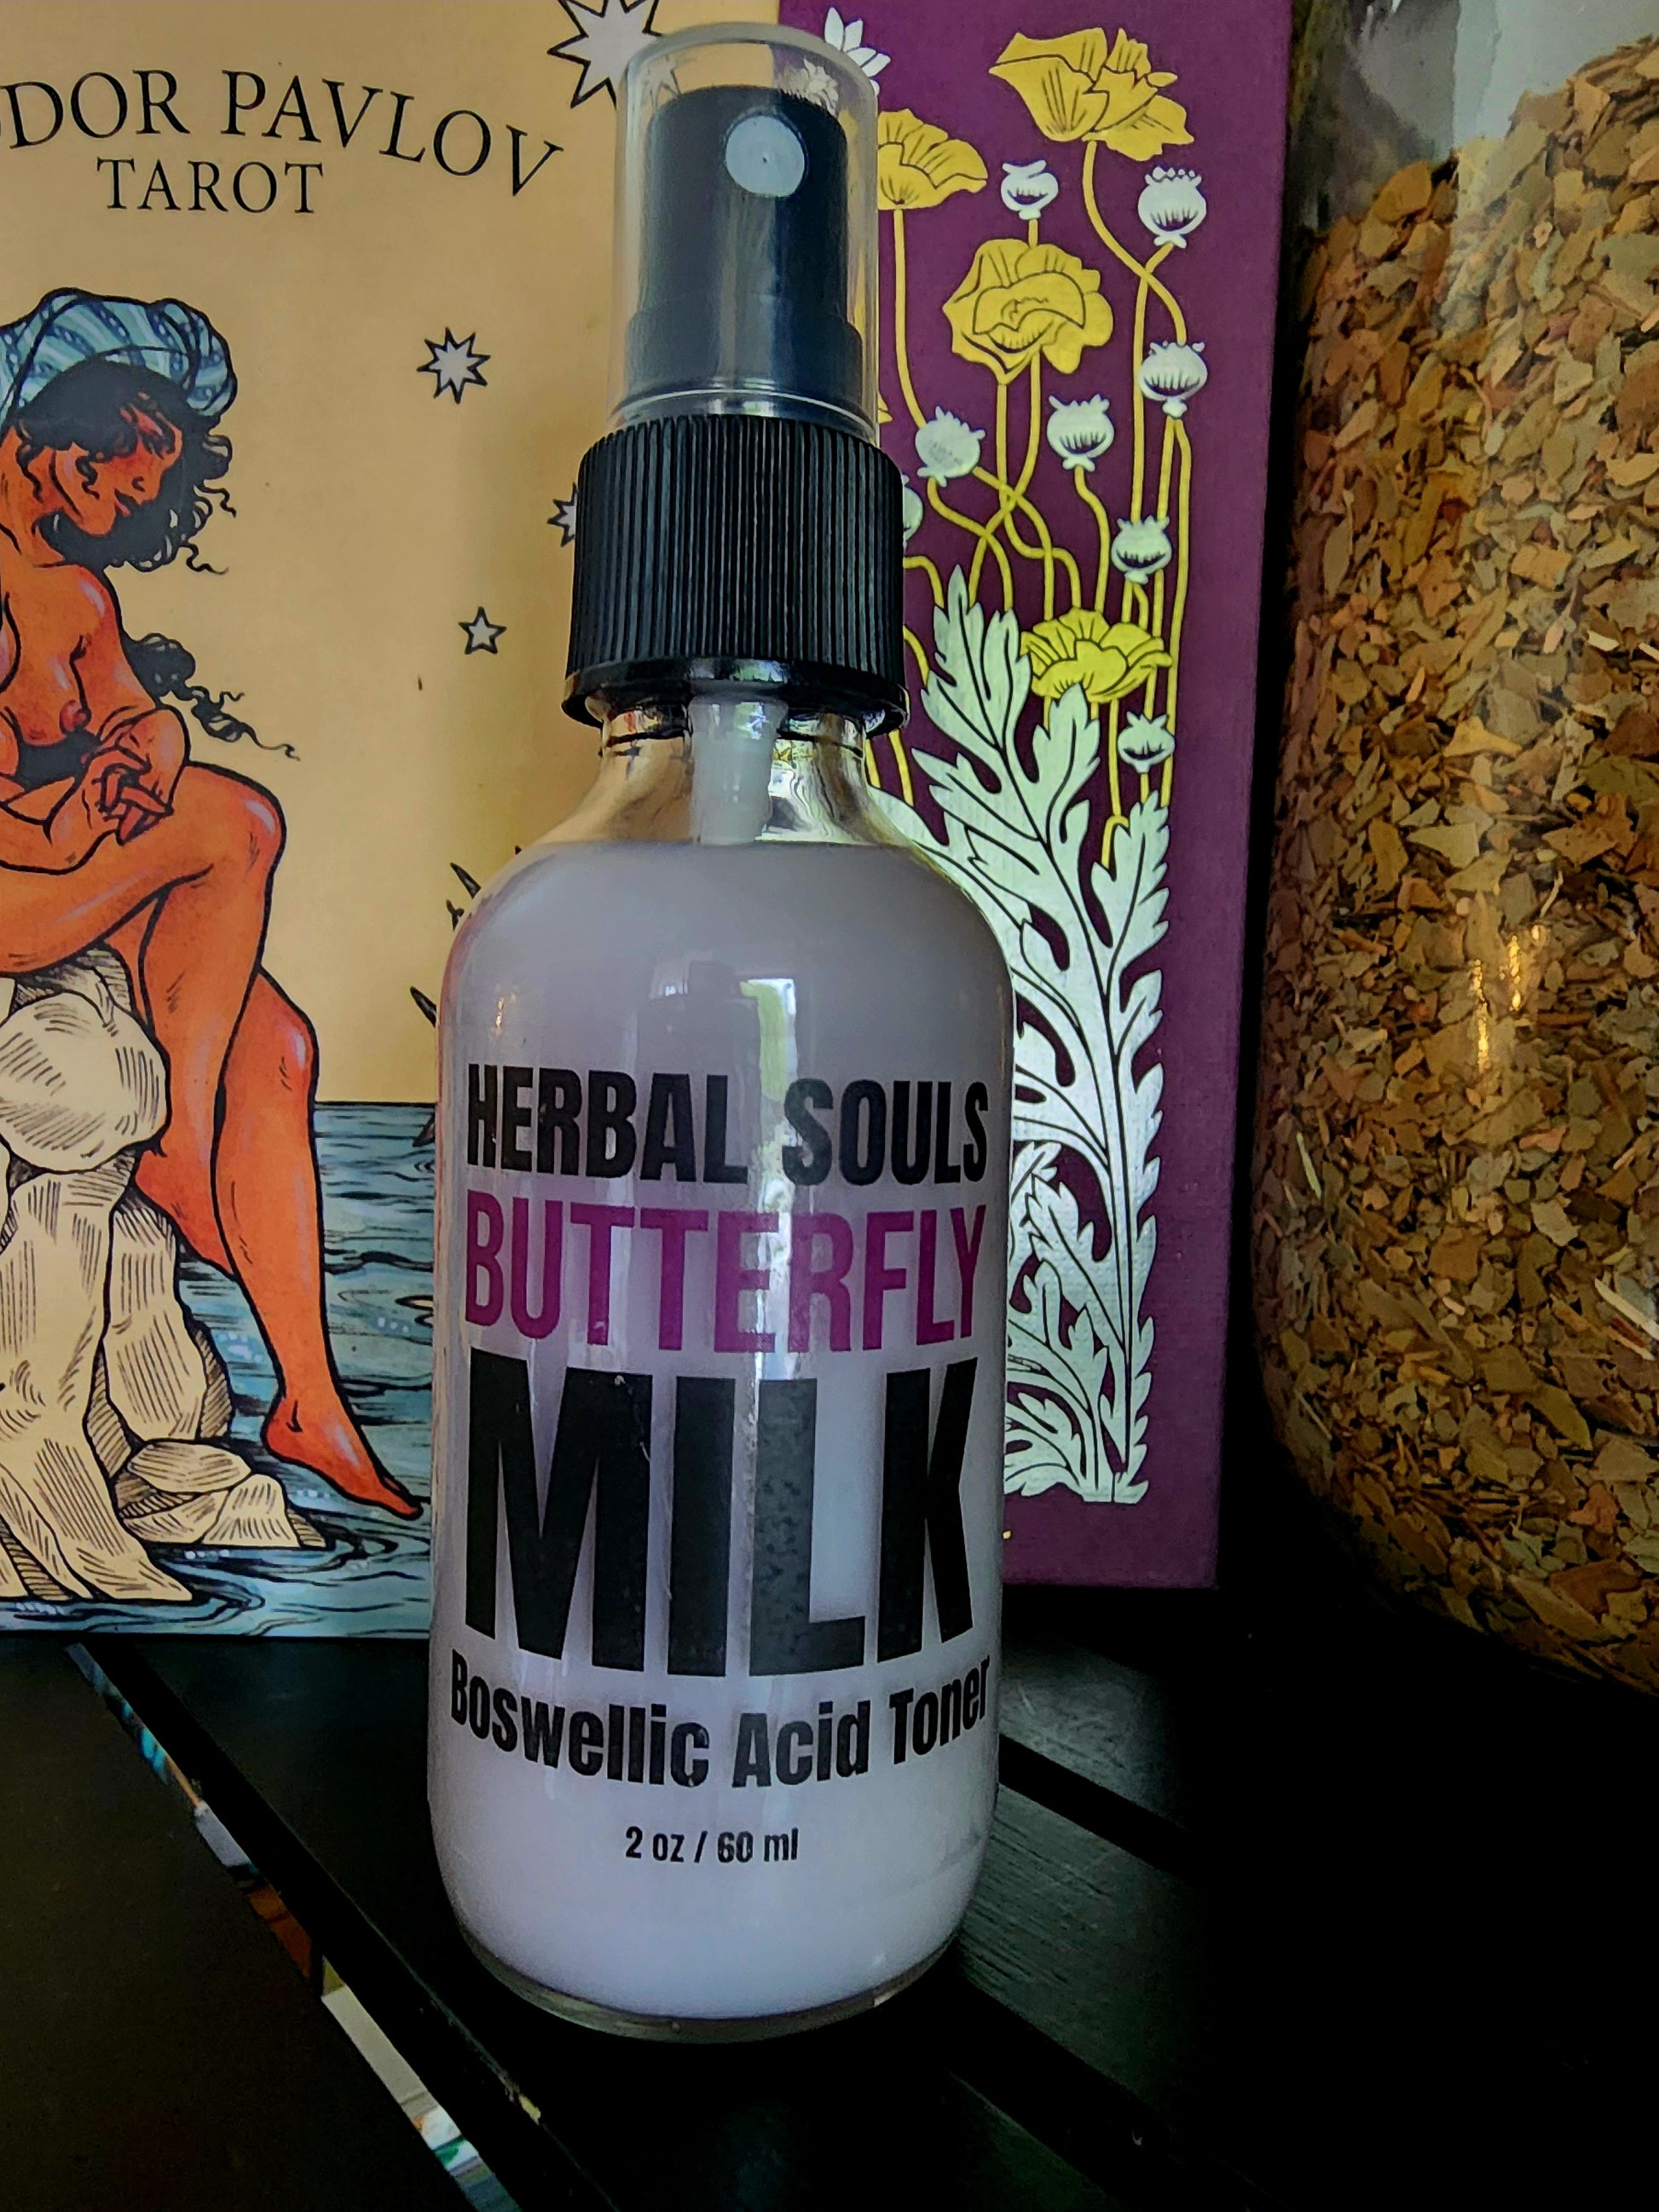 DOR PAVLOV
TAROT
HERBAL SOULS
BUTTERFLY
MILK
Boswellic Acid Toner
2 oz / 60 ml